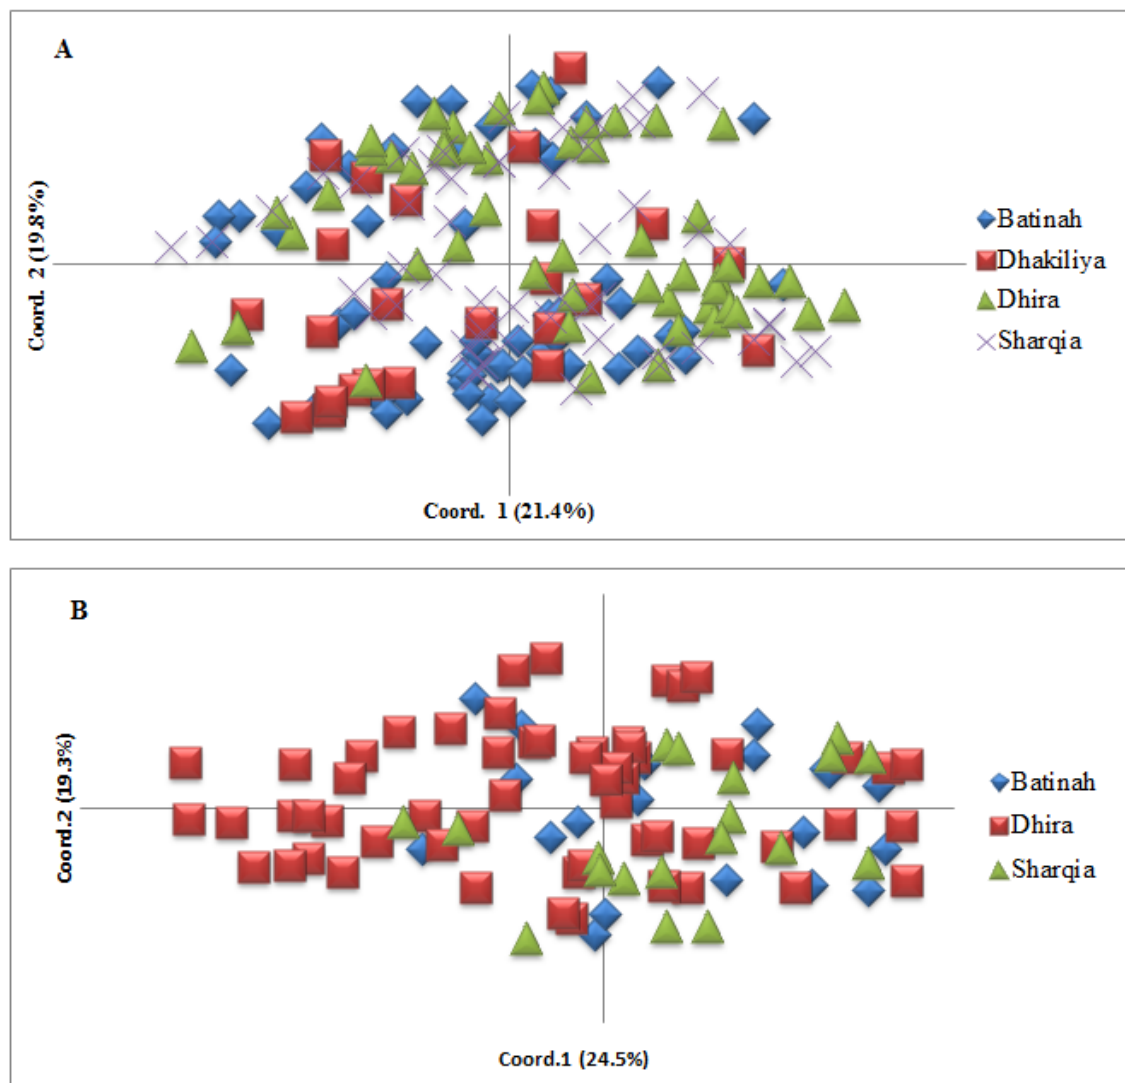 A
Coord. 2 (19.8%)
Coord. 1 (21.4%)
Batinah
Dhakiliya
Dhira
Sharqia
B
Coord.2 (19.3%)
Coord.1 (24.5%)
Batinah
Dhira
Sharqia